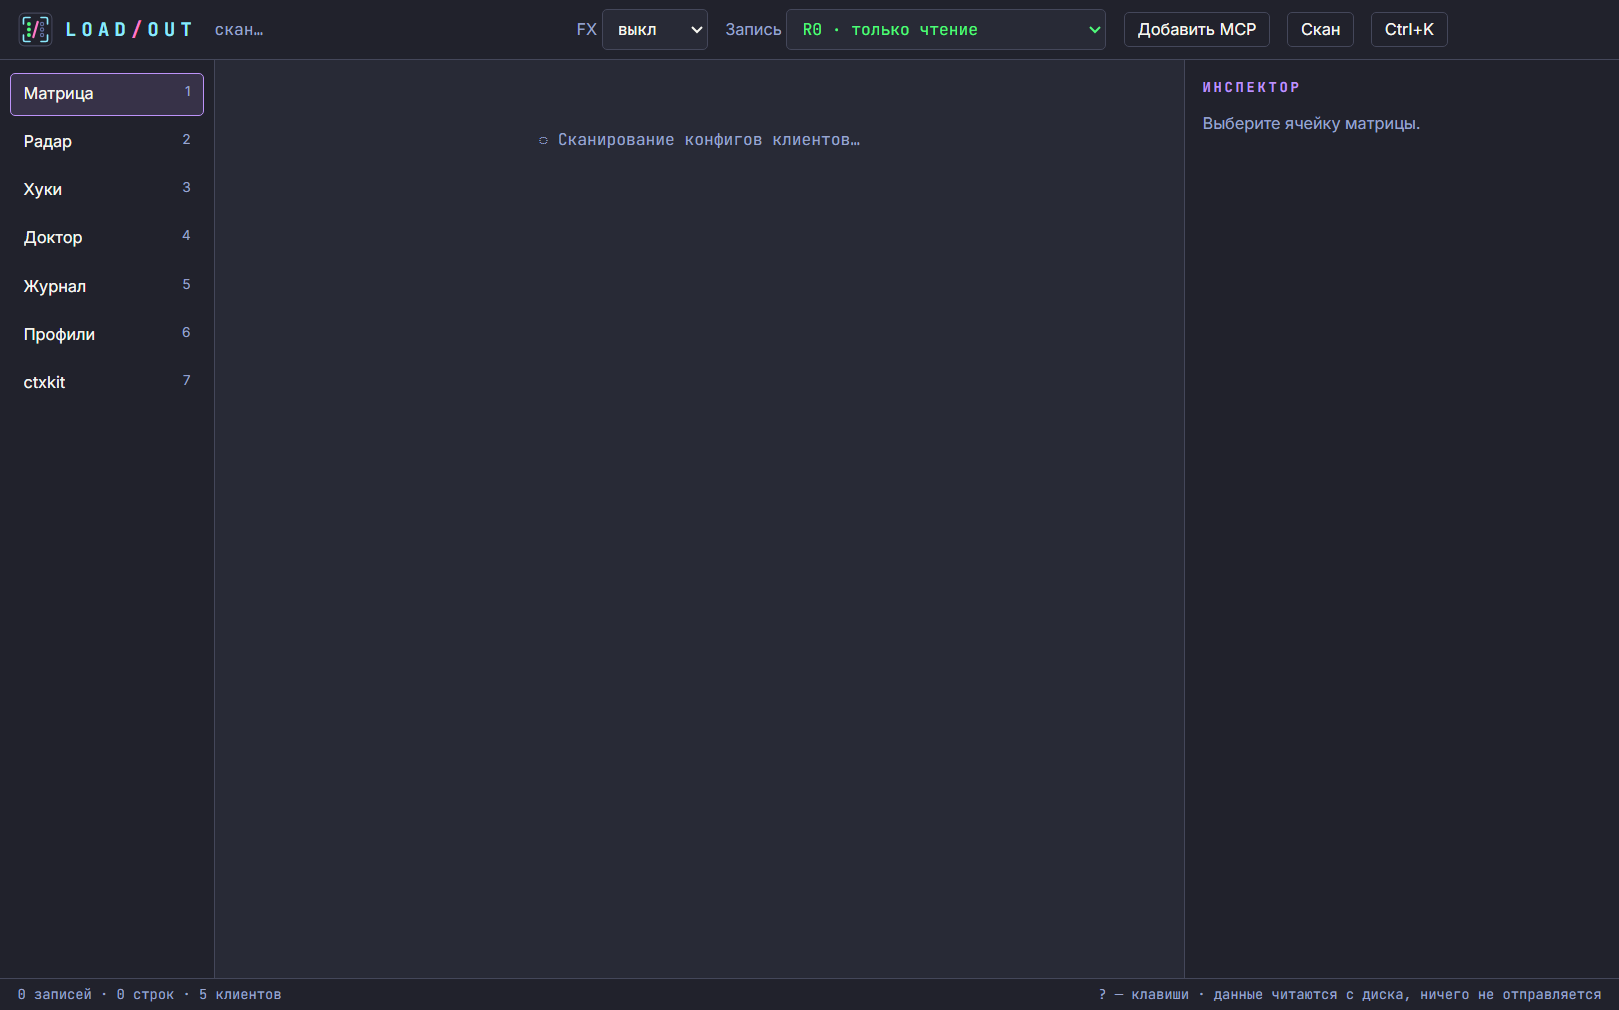 LOAD/OUT скан… FX выкл Запись R0 · только чтение Добавить MCP Скан Ctrl+K
Матрица 1
Радар 2
Хуки 3
Доктор 4
Журнал 5
Профили 6
ctxkit 7
Сканирование конфигов клиентов…
ИНСПЕКТОР
Выберите ячейку матрицы.
0 записей · 0 строк · 5 клиентов
? — клавиши · данные читаются с диска, ничего не отправляется